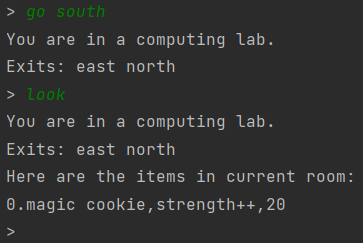 > go south
You are in a computing lab.
Exits: east north
> look
You are in a computing lab.
Exits: east north
Here are the items in current room:
0.magic cookie,strength++,20
>